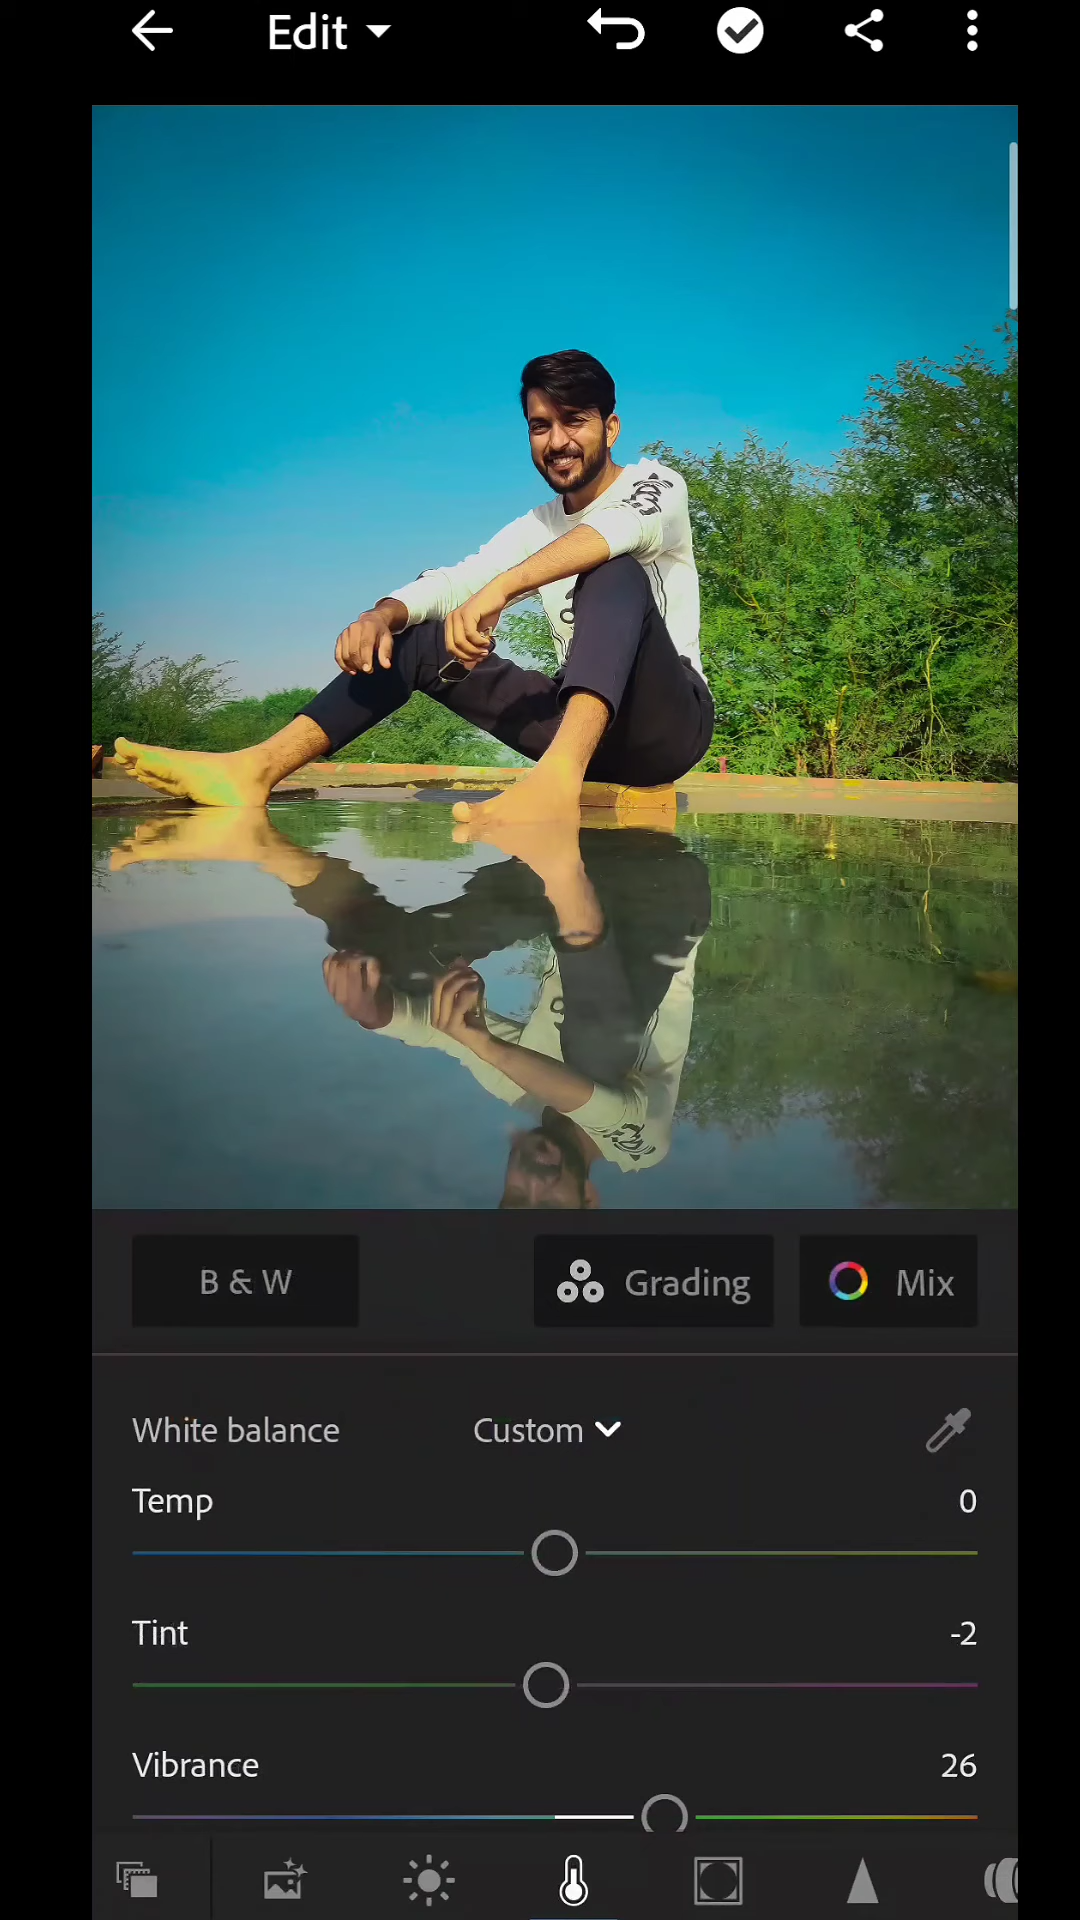 Edit
B & W
Grading
Mix
White balance
Custom
Temp
0
Tint
-2
Vibrance
26